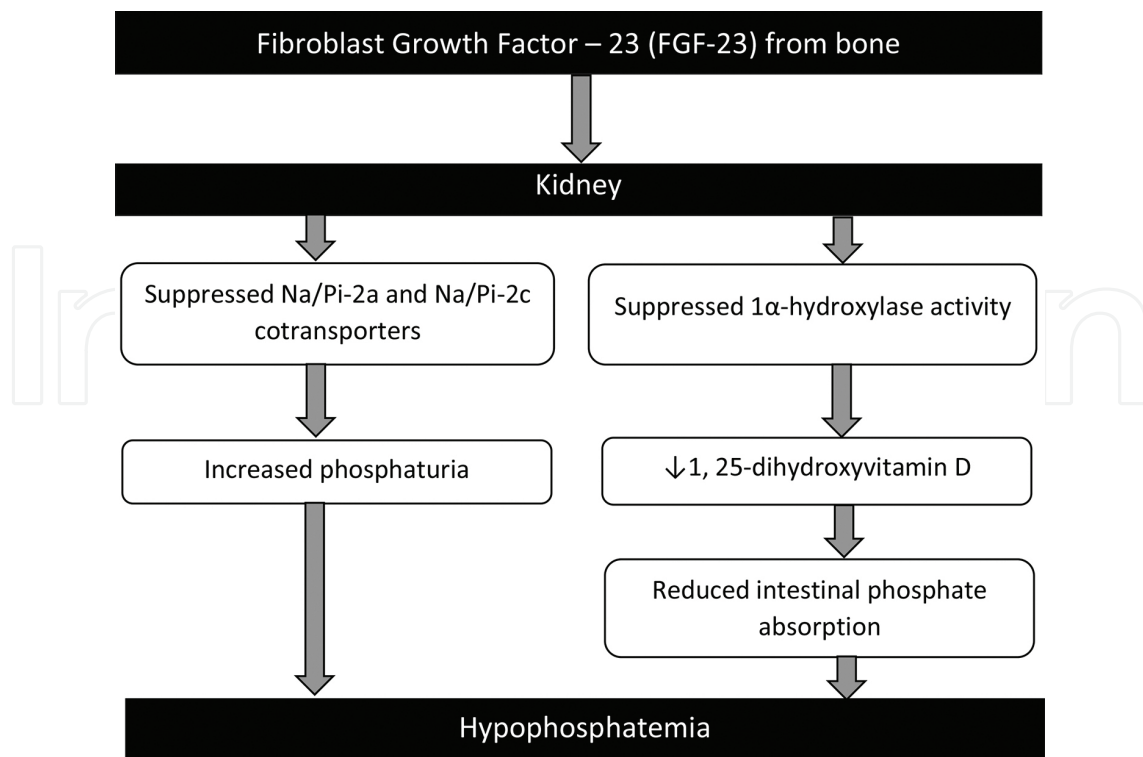 Fibroblast Growth Factor – 23 (FGF-23) from bone
Kidney
Suppressed Na/Pi-2a and Na/Pi-2c
cotransporters
Suppressed 1α-hydroxylase activity
Increased phosphaturia
↓1, 25-dihydroxyvitamin D
Reduced intestinal phosphate
absorption
Hypophosphatemia